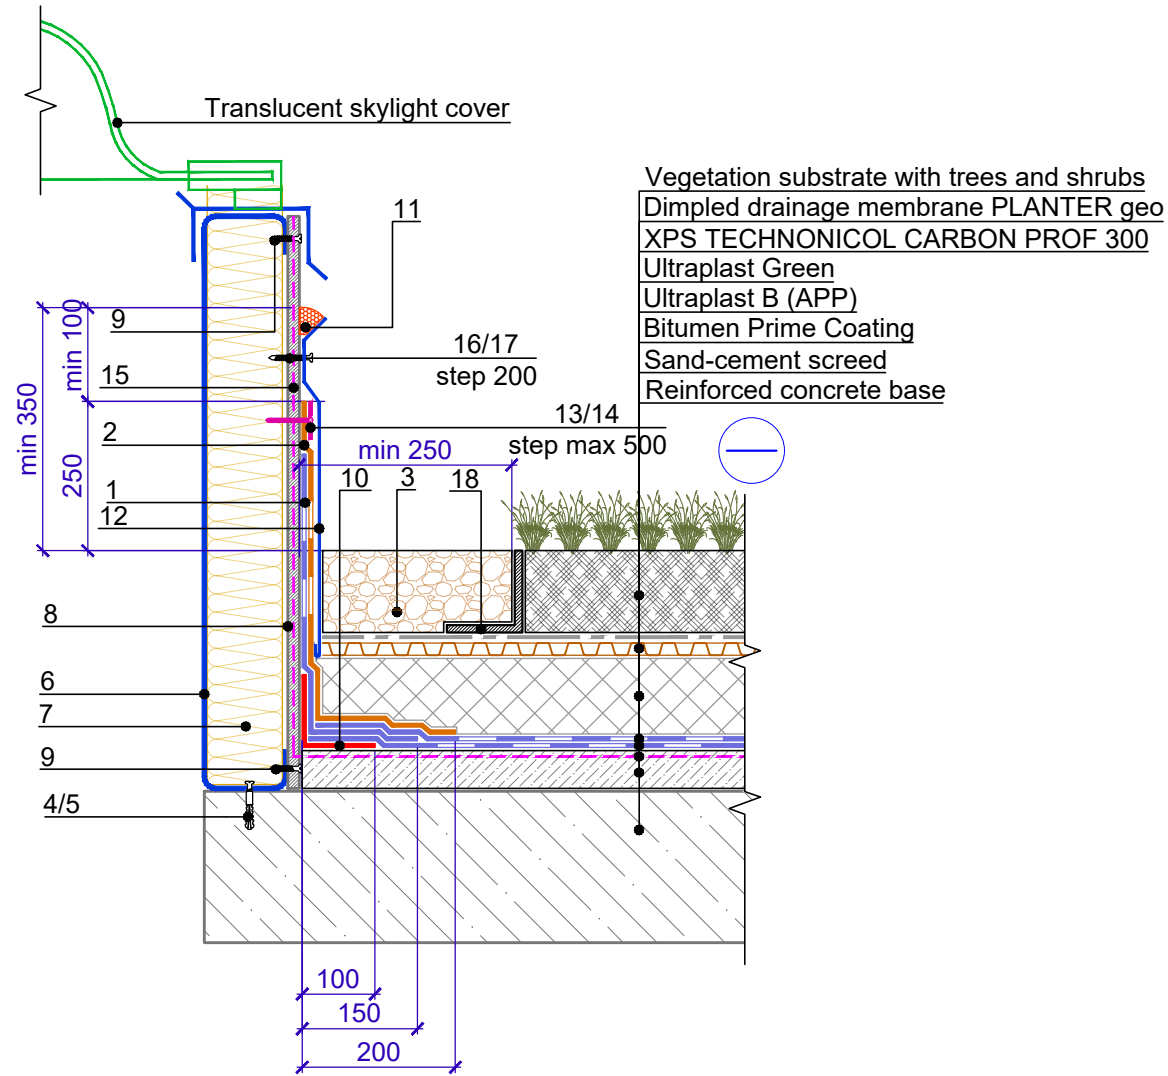 Translucent skylight cover
Vegetation substrate with trees and shrubs
Dimpled drainage membrane PLANTER geo
XPS TECHNONICOL CARBON PROF 300
Ultraplast Green
Ultraplast B (APP)
Bitumen Prime Coating
Sand-cement screed
Reinforced concrete base
11
9
min 100
16/17
step 200
15
min 350
13/14
step max 500
2
250
min 250
10
3
18
1
12
8
6
7
9
4/5
100
150
200